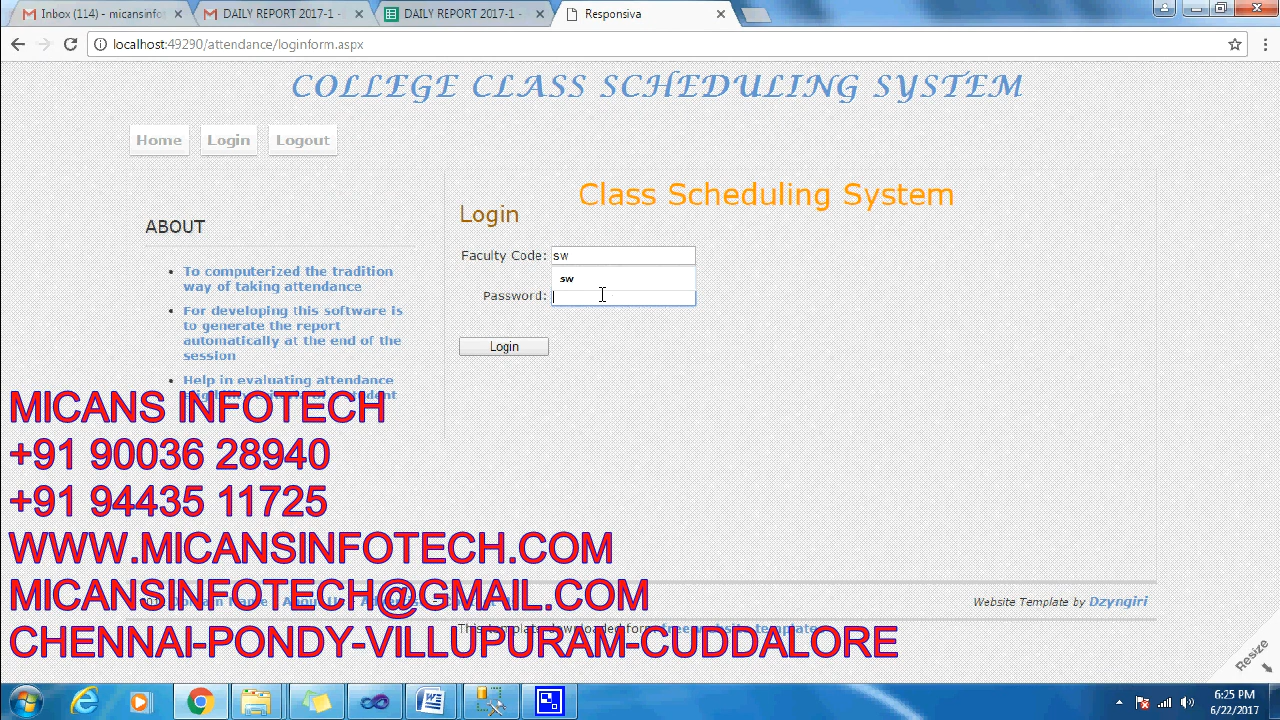 Inbox (114) - micansinfo
DAILY REPORT 2017-1 -
DAILY REPORT 2017-1 -
Responsiva
localhost:49290/attendance/loginform.aspx
COLLEGE CLASS SCHEDULING SYSTEM
Home
Login
Logout
Class Scheduling System
Login
ABOUT
Faculty Code: sw
sw
To computerized the tradition
way of taking attendance
Password:
For developing this software is
to generate the report
automatically at the end of the
session
Login
Help in evaluating attendance
MICANS INFOTECH
+91 90036 28940
+91 94435 11725
WWW.MICANSINFOTECH.COM
MICANSINFOTECH@GMAIL.COM
Website Template by Dzyngiri
CHENNAI-PONDY-VILLUPURAM-CUDDALORE
Resize
6:25 PM
6/22/2017